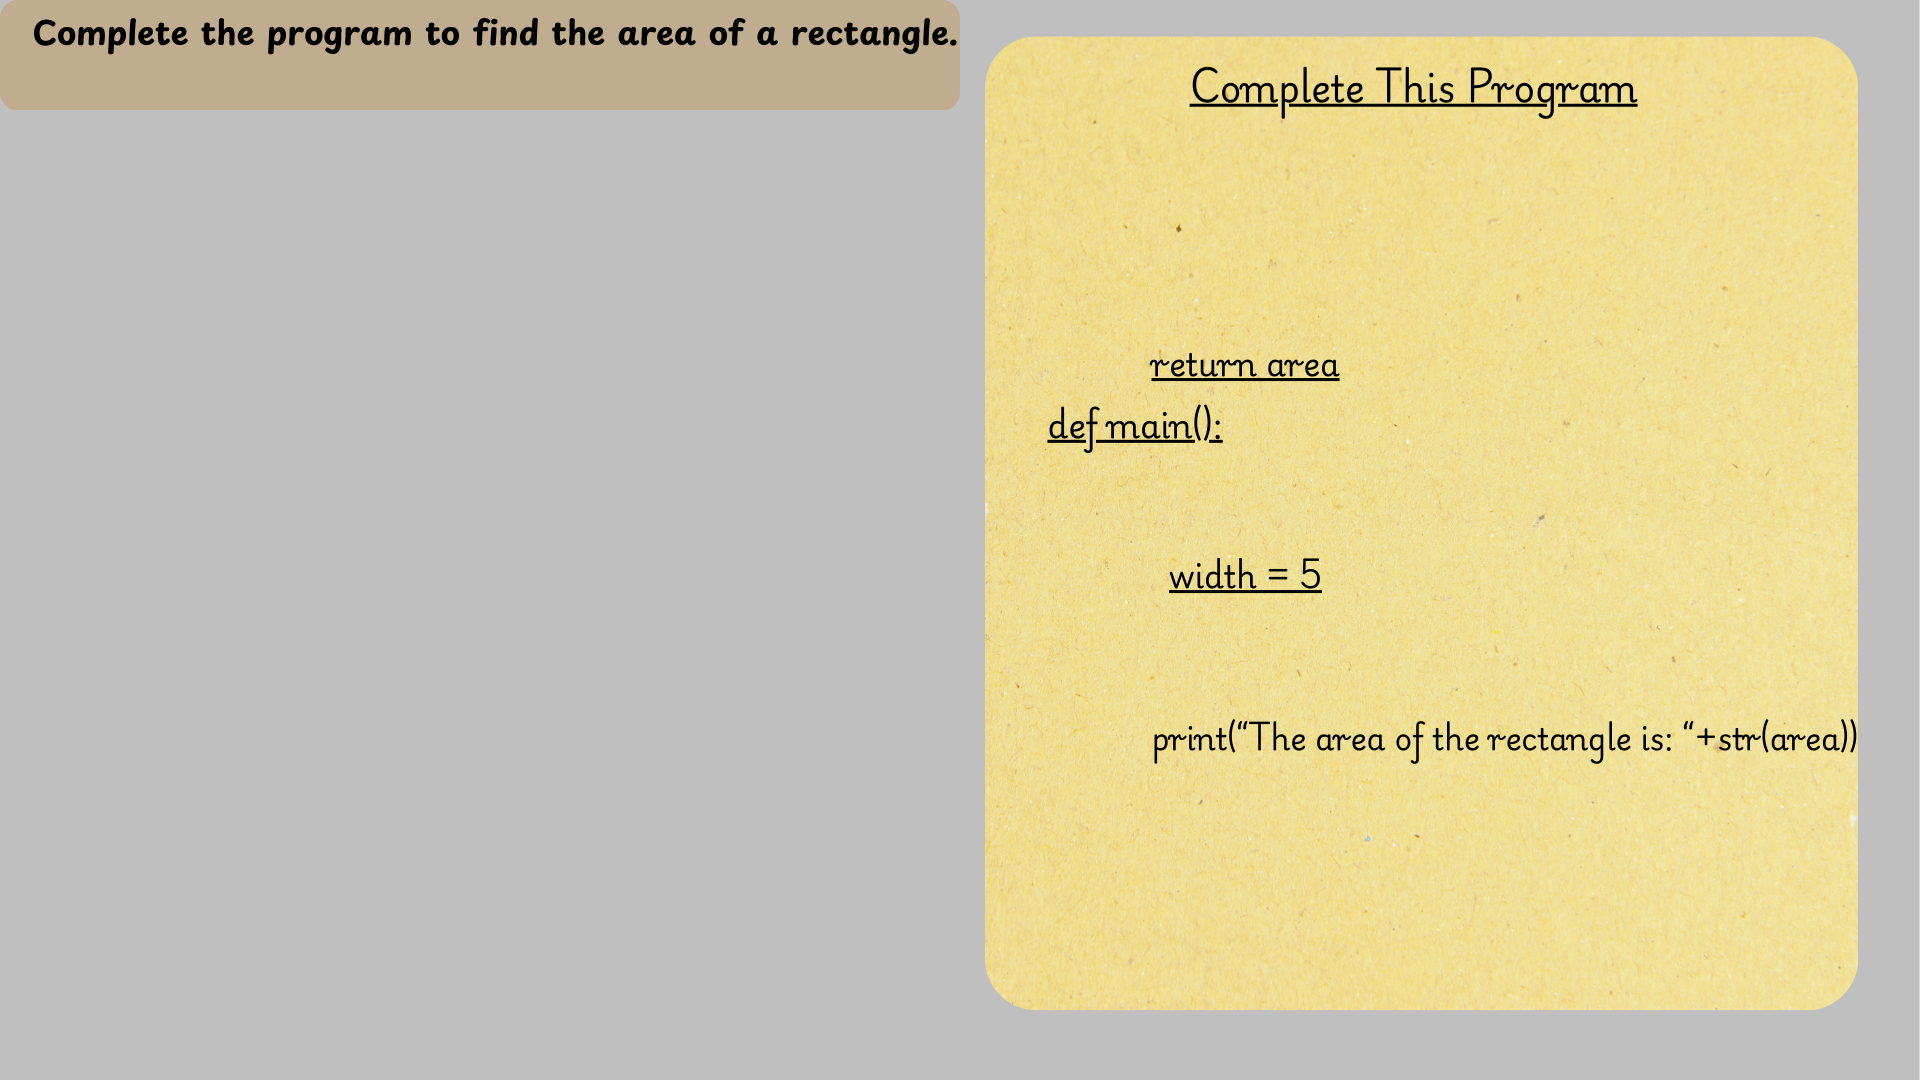 Complete the program to find the area of a rectangle.
Complete This Program
return area
def main():
width = 5
print(“The area of the rectangle is: “+str(area))